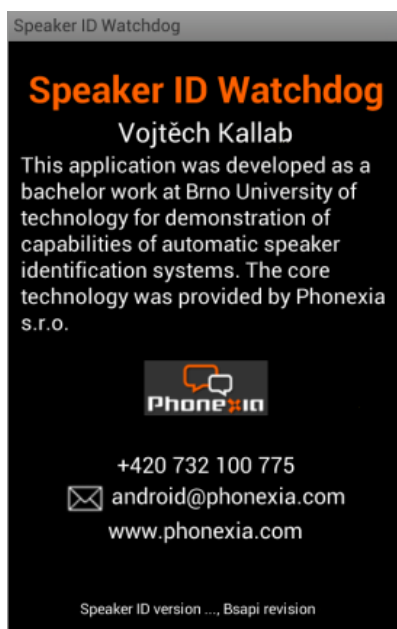 Speaker ID Watchdog
Speaker ID Watchdog
Vojtěch Kallab
This application was developed as a
bachelor work at Brno University of
technology for demonstration of
capabilities of automatic speaker
identification systems. The core
technology was provided by Phonexia
s.r.o.
Phonexia
+420 732 100 775
android@phonexia.com
www.phonexia.com
Speaker ID version ..., Bsapi revision